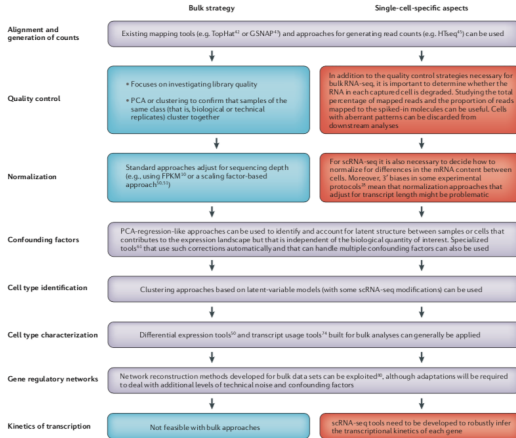 Bulk strategy
Single-cell-specific aspects
Alignment and
generation of counts
Existing mapping tools (e.g. TopHat⁴² or GSNAP⁴³) and approaches for generating read counts (e.g. HTseq⁴⁵) can be used
Quality control
• Focuses on investigating library quality
• PCA or clustering to confirm that samples of the
same class (that is, biological or technical
replicates) cluster together
In addition to the quality control strategies necessary for
bulk RNA-seq, it is important to determine whether the
RNA in each captured cell is degraded. Studying the total
percentage of mapped reads and the proportion of reads
mapped to the spiked-in molecules can be useful. Cells
with aberrant patterns can be discarded from
downstream analyses
Normalization
Standard approaches adjust for sequencing depth
(e.g., using FPKM⁵⁰ or a scaling factor-based
approach)
For scRNA-seq it is also necessary to decide how to
normalize for differences in the mRNA content between
cells. Moreover, 3′ biases in some experimental
protocols mean that normalization approaches that
adjust for transcript length might be problematic
Confounding factors
PCA-regression-like approaches can be used to identify and account for latent structure between samples or cells that
contributes to the expression landscape but that is independent of the biological quantity of interest. Specialized
tools that use such corrections automatically and that can handle multiple confounding factors can also be used
Cell type identification
Clustering approaches based on latent-variable models (with some scRNA-seq modifications) can be used
Cell type characterization
Differential expression tools⁵⁰ and transcript usage tools⁷⁴ built for bulk analyses can generally be applied
Gene regulatory networks
Network reconstruction methods developed for bulk data sets can be exploited, although adaptations will be required
to deal with additional levels of technical noise and confounding factors
Kinetics of transcription
Not feasible with bulk approaches
scRNA-seq tools need to be developed to robustly infer
the transcriptional kinetics of each gene